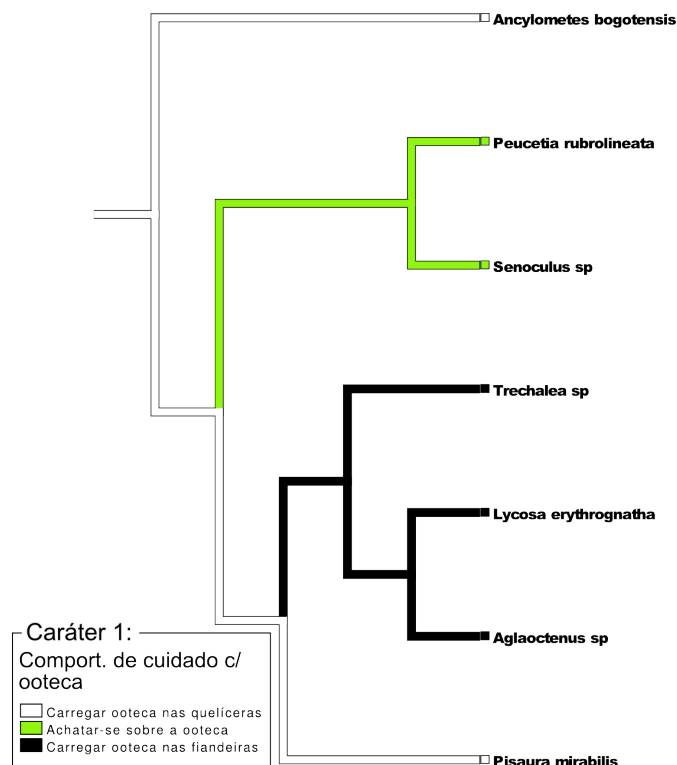 Ancylometes bogotensis
Peucetia rubrolineata
Senoculus sp
Trechalea sp
Lycosa erythrognatha
Aglaoctenus sp
Pisaura mirabilis
Caráter 1:
Comport. de cuidado c/
ooteca
Carregar ooteca nas quelíceras
Achatar-se sobre a ooteca
Carregar ooteca nas fiandeiras